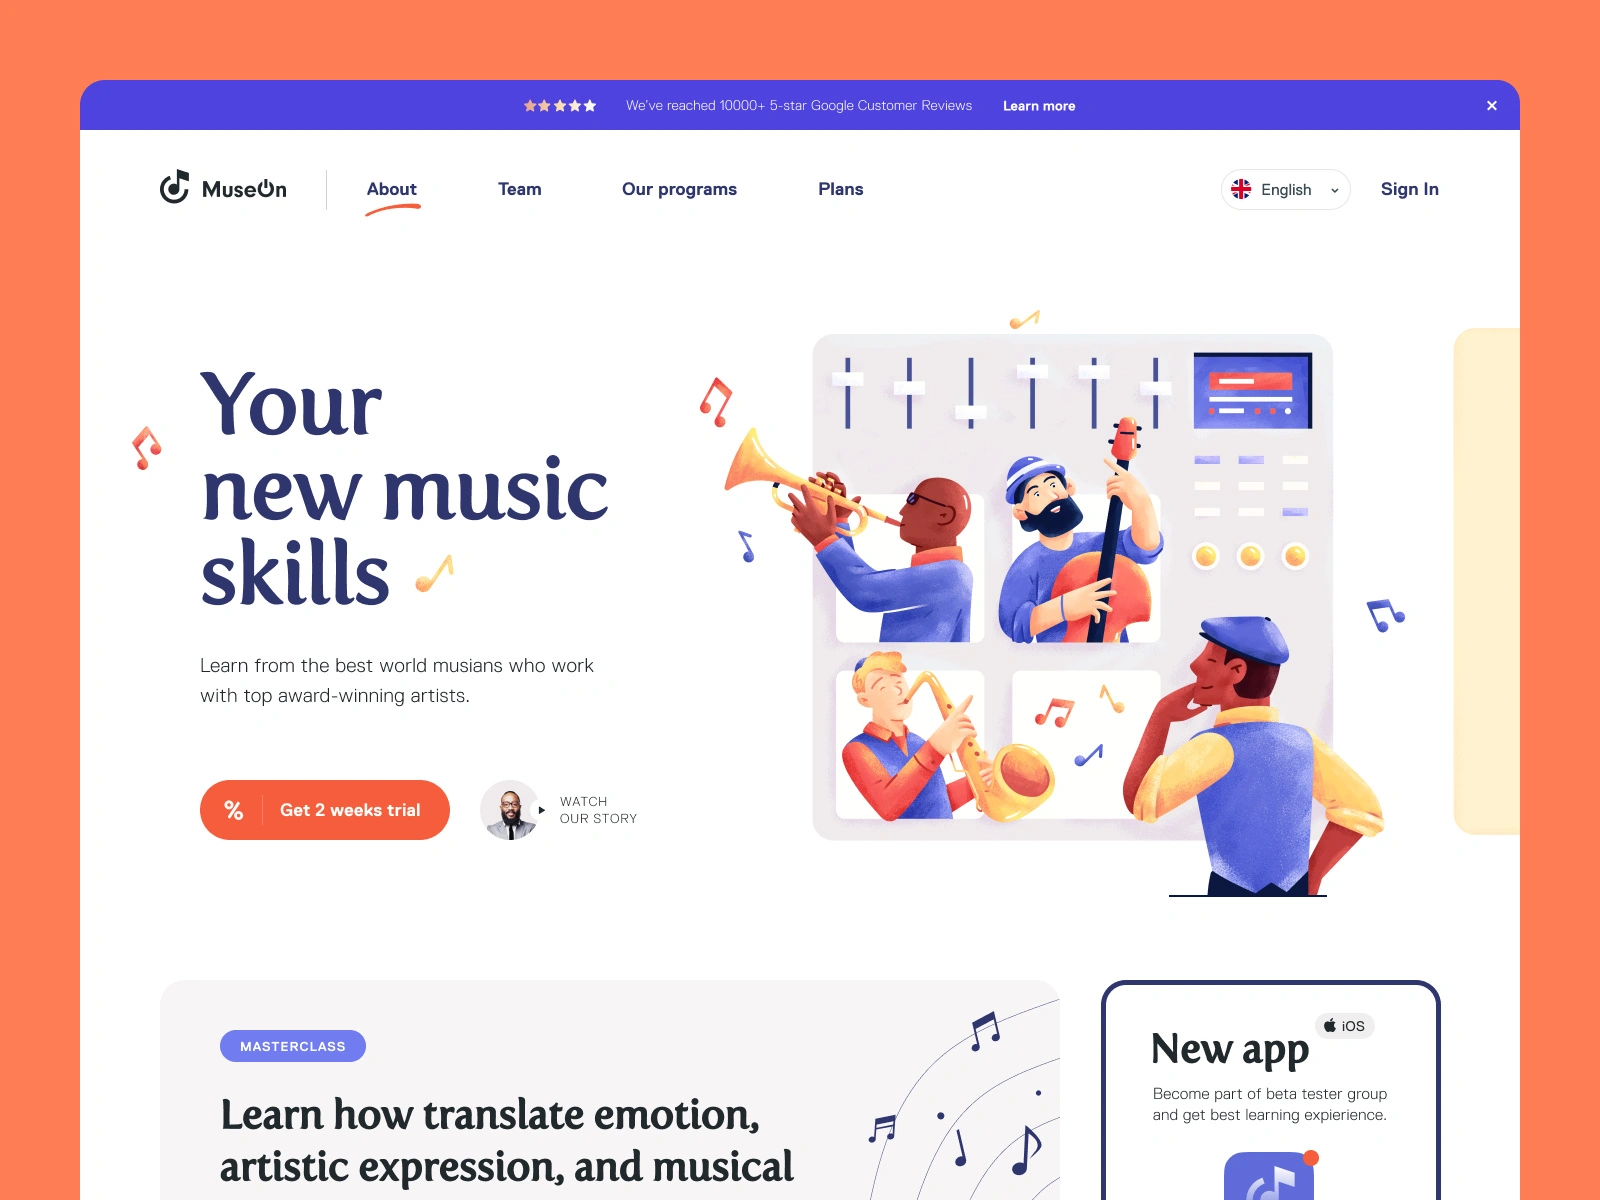 We've reached 10000+ 5-star Google Customer Reviews Learn more
MuseOn About Team Our programs Plans English Sign In
Your
new music
skills
Learn from the best world musians who work
with top award-winning artists.
% Get 2 weeks trial
WATCH
OUR STORY
MASTERCLASS
Learn how translate emotion,
artistic expression, and musical
iOS
New app
Become part of beta tester group
and get best learning expierience.